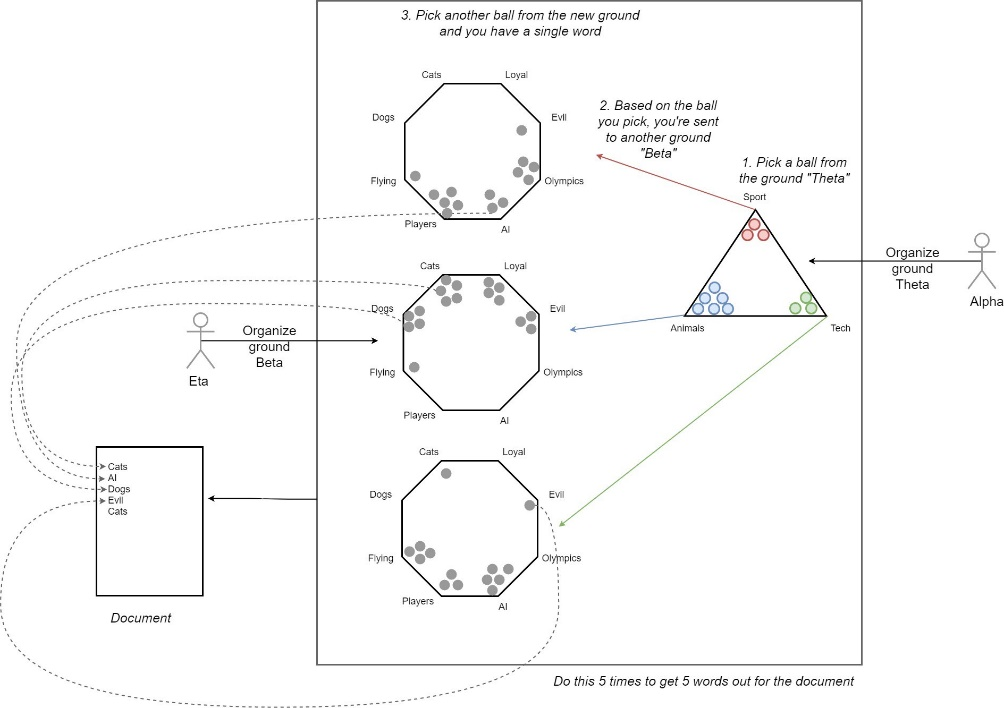 3. Pick another ball from the new ground
and you have a single word
Cats
Loyal
Dogs
Evil
Flying
Olympics
Players
AI
2. Based on the ball
you pick, you're sent
to another ground
"Beta"
1. Pick a ball from
the ground "Theta"
Sport
Animals
Tech
Organize
ground
Theta
Alpha
Cats
Loyal
Dogs
Evil
Flying
Olympics
Players
AI
Organize
ground
Beta
Eta
Cats
Loyal
Dogs
Evil
Flying
Olympics
Players
AI
Cats
AI
Dogs
Evil
Cats
Document
Do this 5 times to get 5 words out for the document